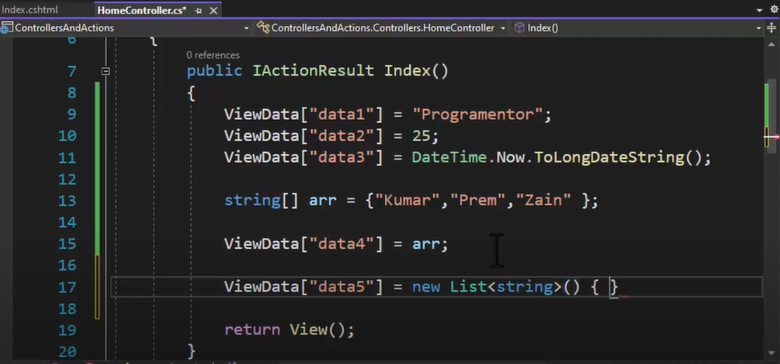 Index.cshtml HomeController.cs*
ControllersAndActions ControllersAndActions.Controllers.HomeController Index()
6 {
0 references
7 public IActionResult Index()
8 {
9 ViewData["data1"] = "Programentor";
10 ViewData["data2"] = 25;
11 ViewData["data3"] = DateTime.Now.ToLongDateString();
12
13 string[] arr = {"Kumar","Prem","Zain" };
14
15 ViewData["data4"] = arr;
16
17 ViewData["data5"] = new List<string>() { }
18
19 return View();
20 }